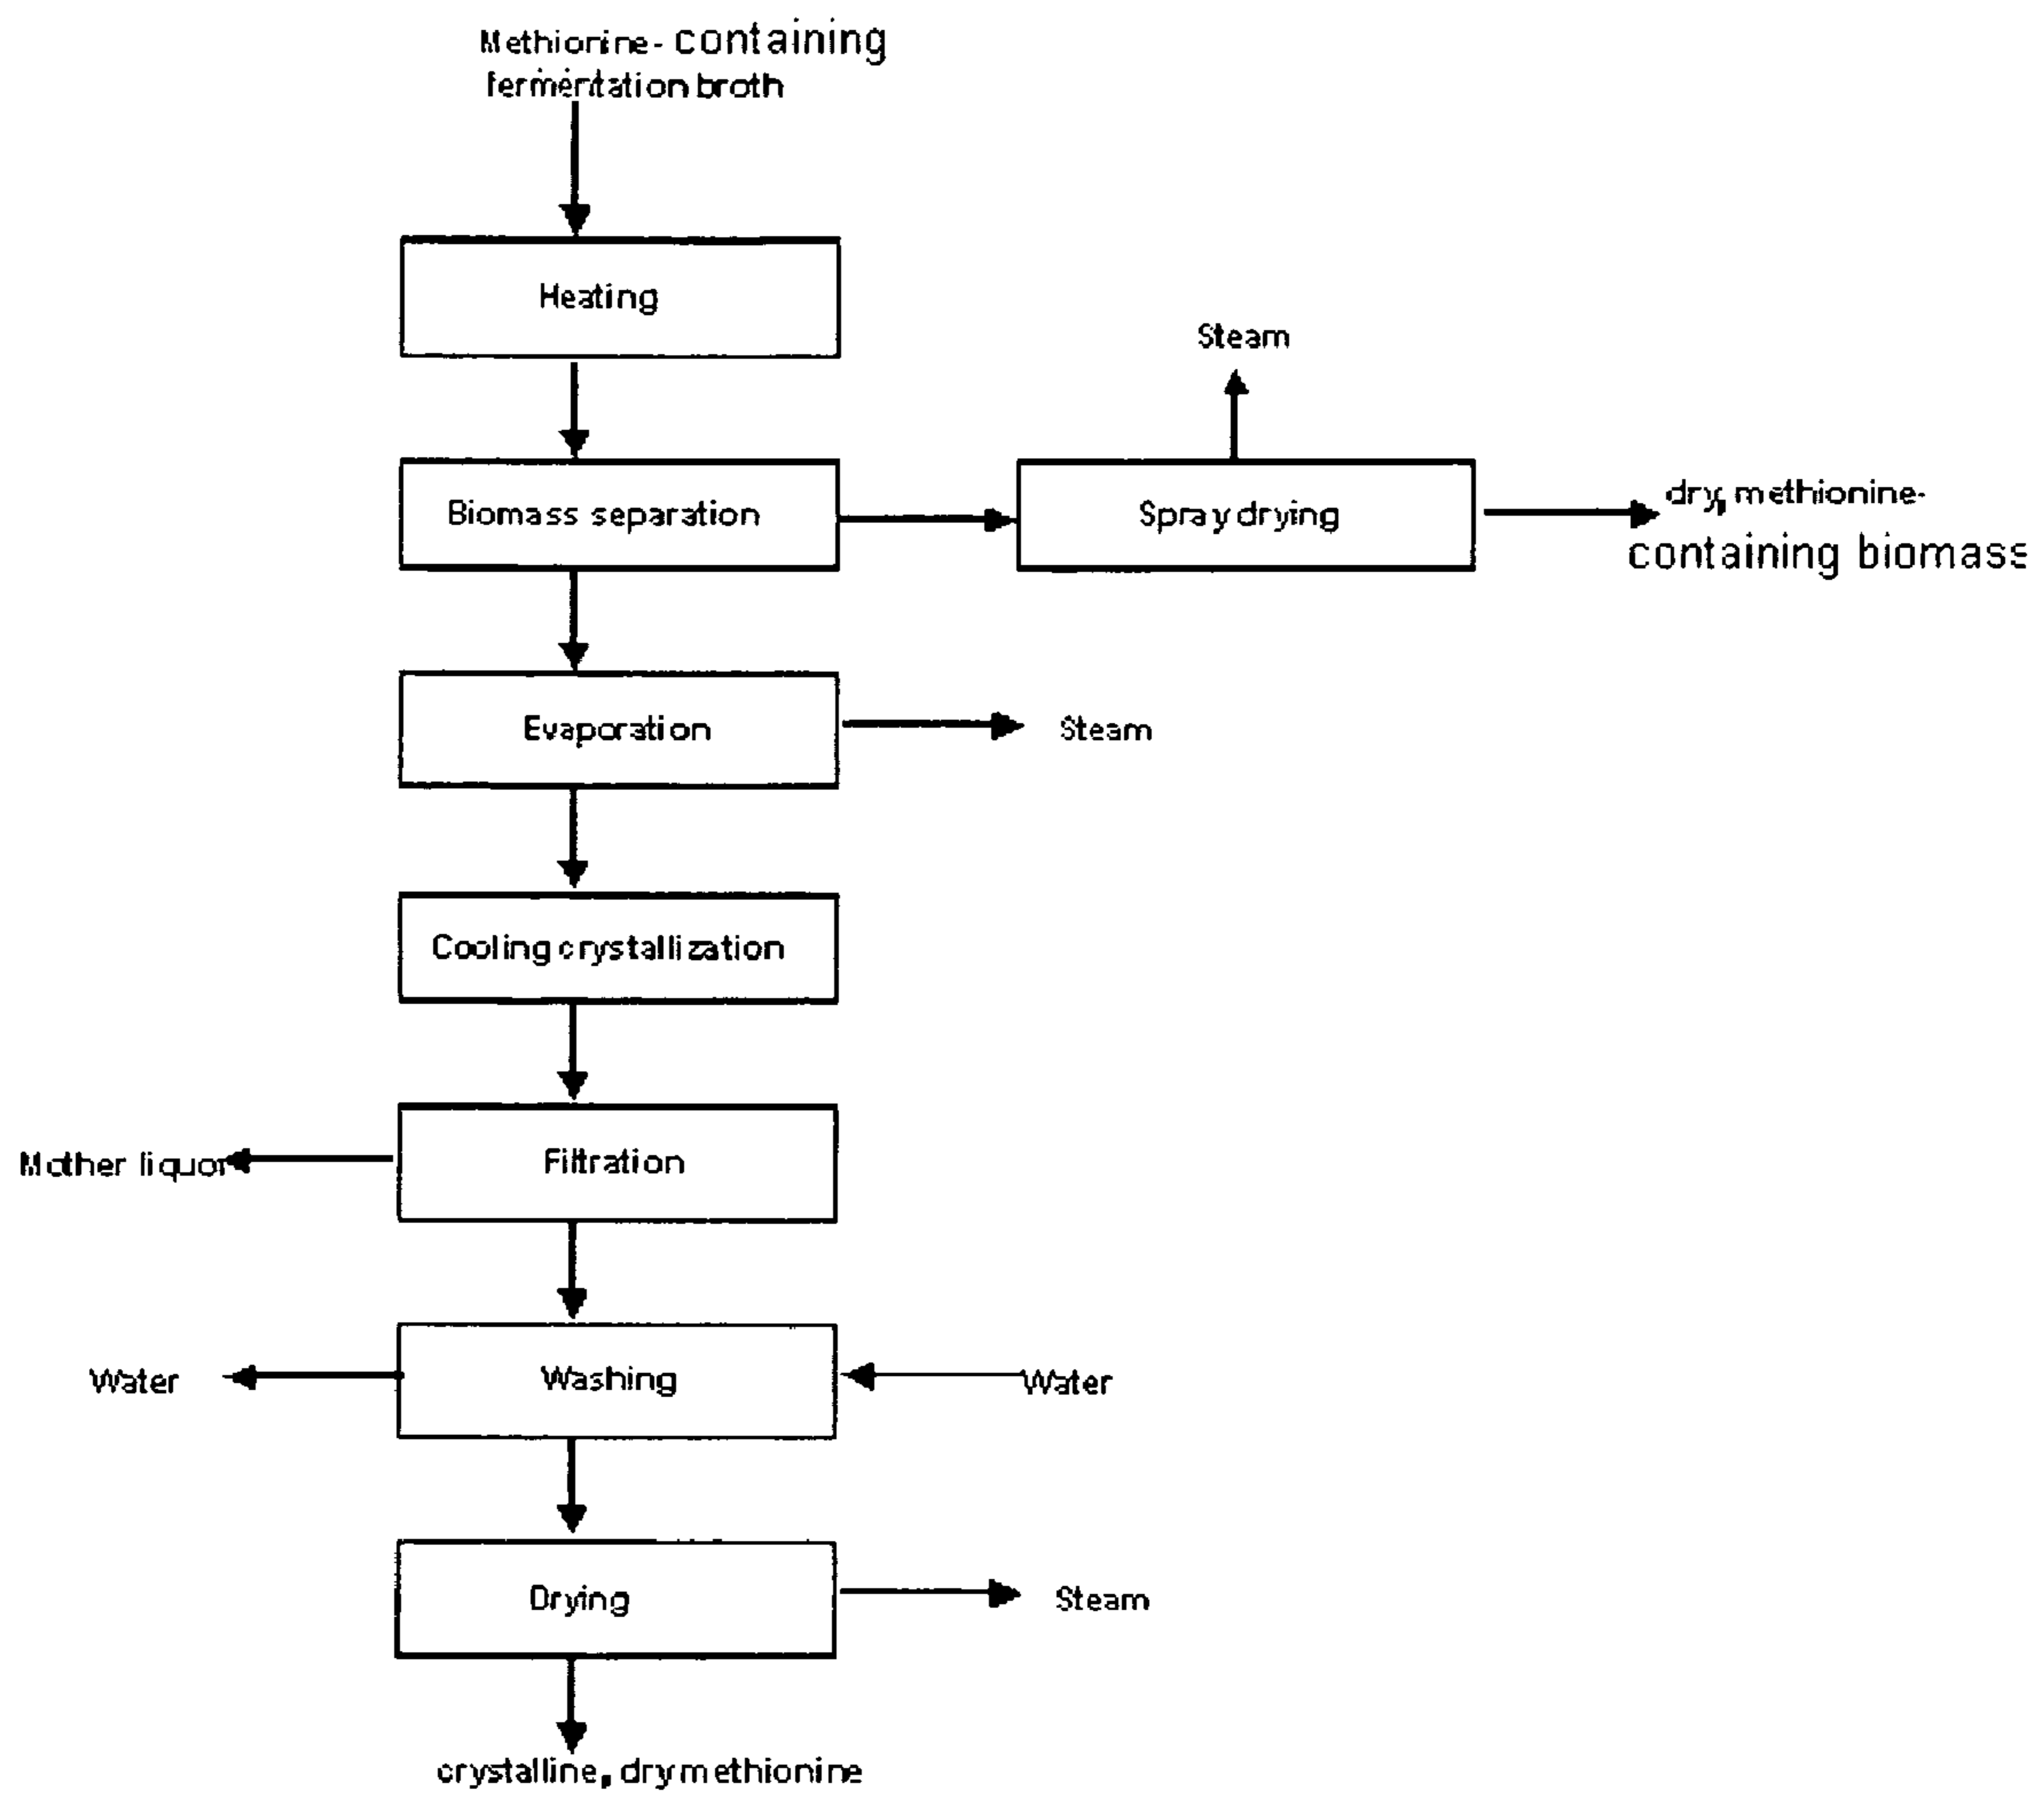 Methionine- containing
fermentation broth
Heating
Steam
Biomass separation
Spray drying
dry, methionine-
containing biomass
Evaporation
Steam
Cooling crystallization
Mother liquor
Filtration
Water
Washing
Water
Drying
Steam
crystalline, dry methionine